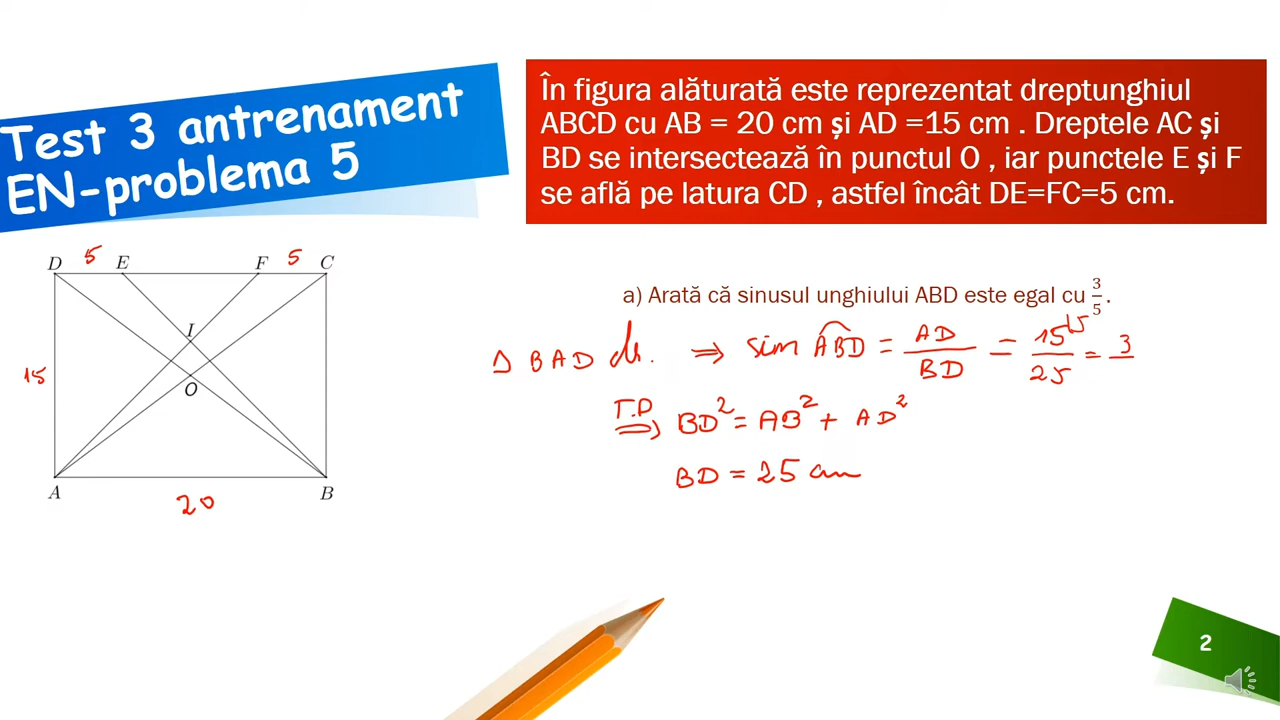 Test 3 antrenament
EN-problema 5
În figura alăturată este reprezentat dreptunghiul
ABCD cu AB = 20 cm și AD =15 cm . Dreptele AC și
BD se intersectează în punctul O , iar punctele E și F
se află pe latura CD , astfel încât DE=FC=5 cm.
D 5 E F 5 C
I
15
O
A B
20
a) Arată că sinusul unghiului ABD este egal cu 3/5 .
Δ BAD dr. ⇒ sin ABD = AD/BD = 15/25 (5 = 3
T.P ⇒ BD² = AB² + AD²
BD = 25 cm
2